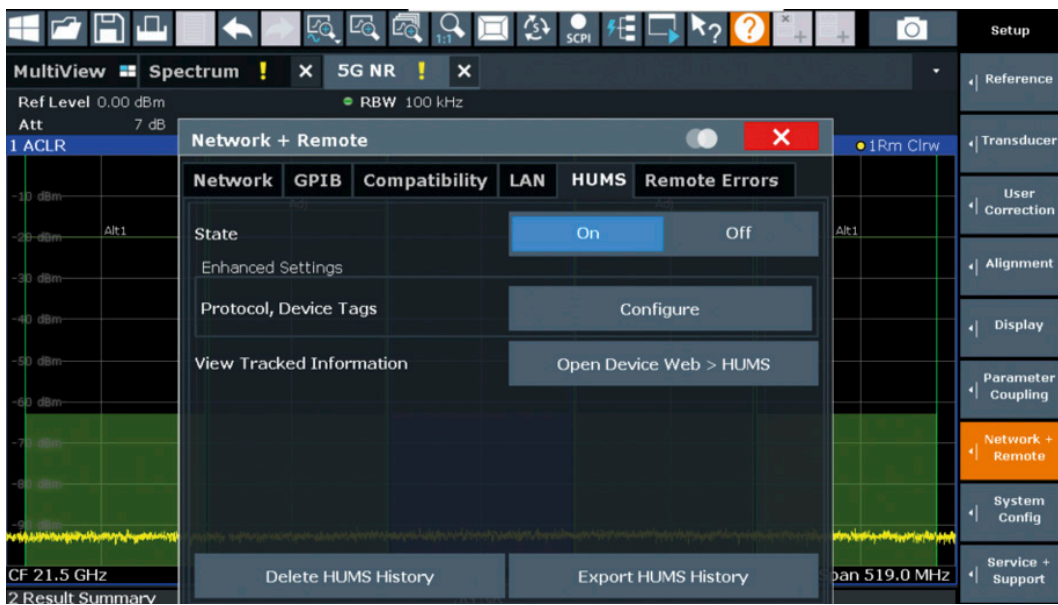 1:1
SCPI
?
?
Setup
MultiView Spectrum ! X 5G NR ! X
Reference
Ref Level 0.00 dBm RBW 100 kHz
Att 7 dB
1 ACLR 1Rm Clrw
Network + Remote X
Transducer
Network GPIB Compatibility LAN HUMS Remote Errors
User
Correction
-10 dBm
Adj Adj
-20 dBm
Alt1 Alt1
State On Off
Enhanced Settings
Alignment
-30 dBm
Protocol, Device Tags Configure
-40 dBm
Display
View Tracked Information Open Device Web > HUMS
-50 dBm
Parameter
Coupling
-60 dBm
-70 dBm
Network +
Remote
-80 dBm
System
Config
-90 dBm
Delete HUMS History Export HUMS History
CF 21.5 GHz pan 519.0 MHz
Service +
Support
2 Result Summary